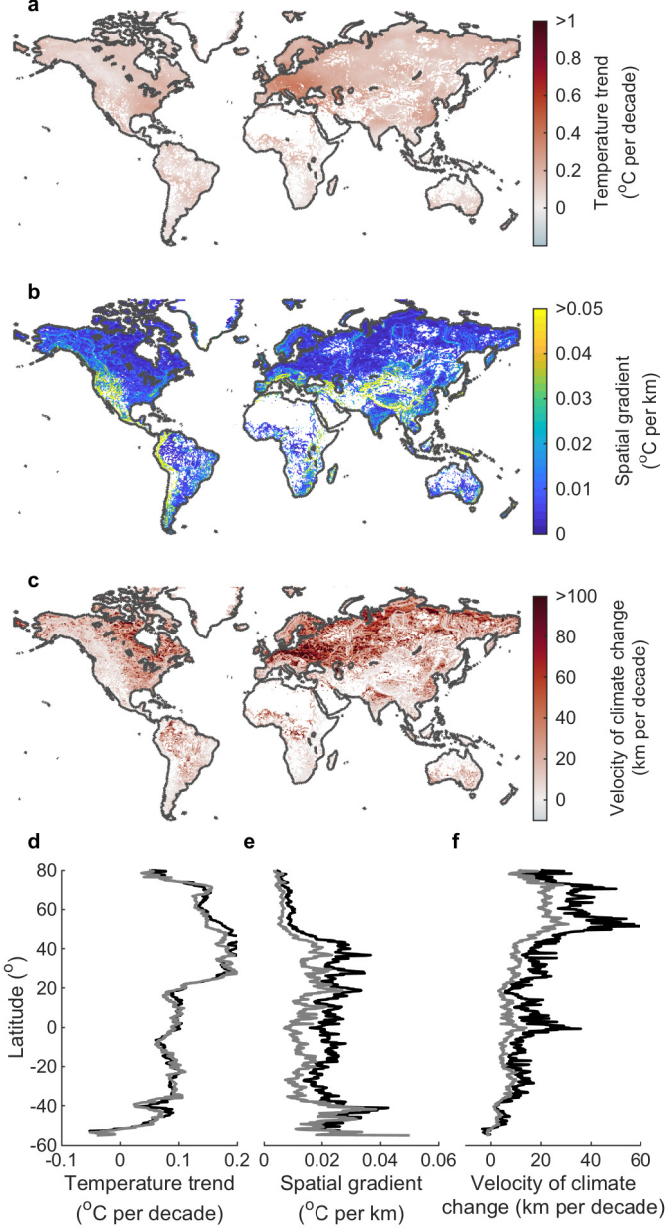 a
>1
0.8
0.6
0.4
0.2
0
Temperature trend
(°C per decade)
b
>0.05
0.04
0.03
0.02
0.01
0
Spatial gradient
(°C per km)
c
>100
80
60
40
20
0
Velocity of climate change
(km per decade)
d
e
f
80
60
40
20
0
-20
-40
-60
Latitude (°)
-0.1
0
0.1
0.2
Temperature trend
(°C per decade)
0
0.02
0.04
0.06
Spatial gradient
(°C per km)
0
20
40
60
Velocity of climate
change (km per decade)